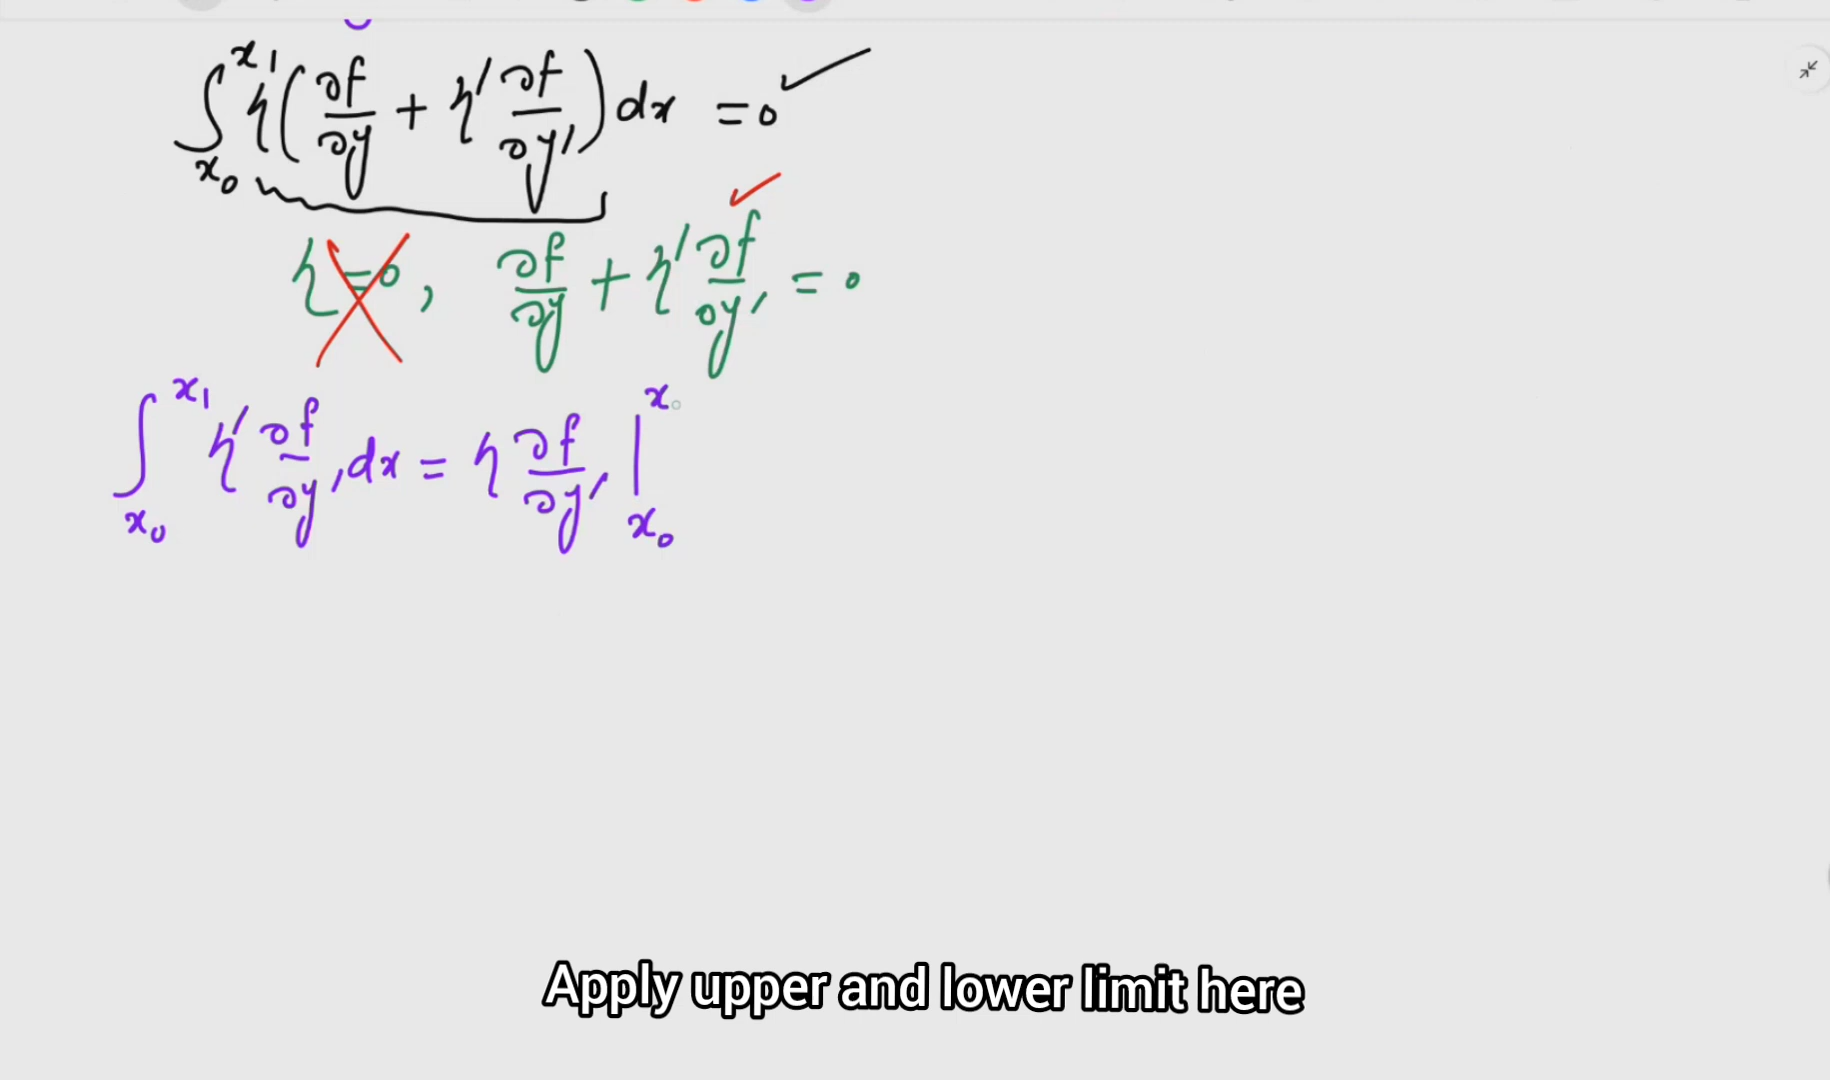 ∫_{x₀}^{x₁} η(∂f/∂y + η′ ∂f/∂y′) dx = 0
η = 0, ∂f/∂y + η′ ∂f/∂y′ = 0
∫_{x₀}^{x₁} η′ ∂f/∂y′ dx = η ∂f/∂y′ |_{x₀}^{x}
Apply upper and lower limit here